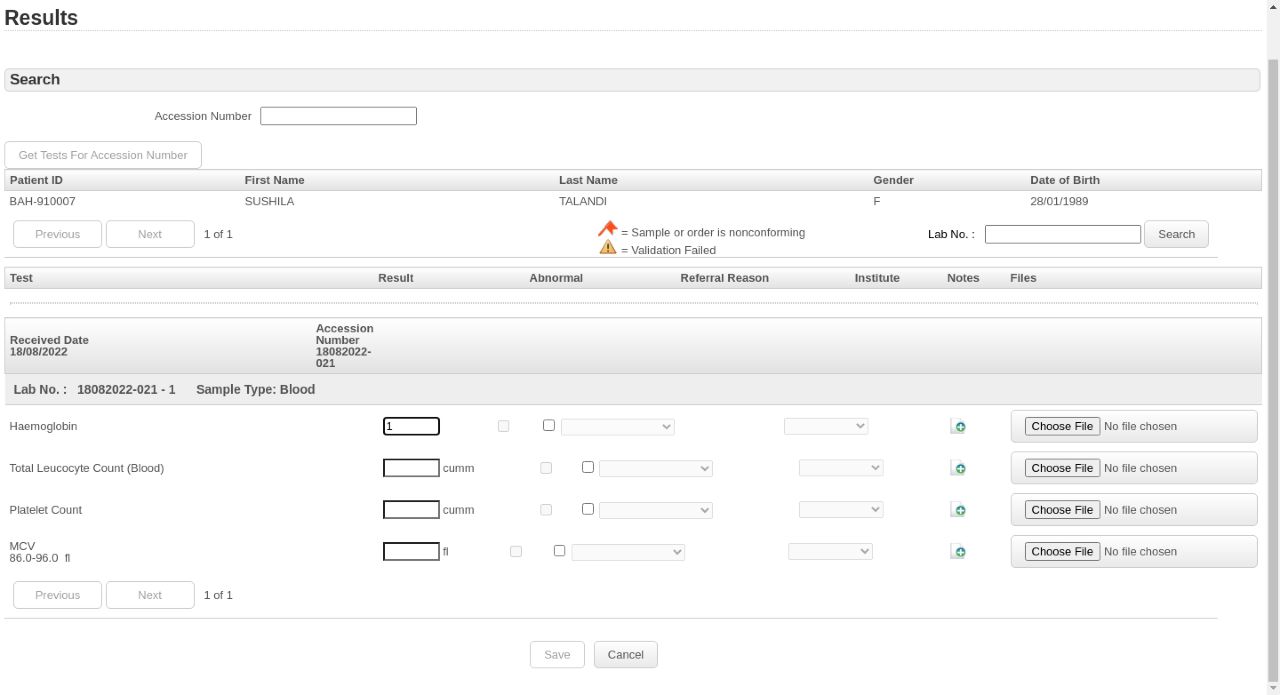 Results
Search
Accession Number
Get Tests For Accession Number
Patient ID First Name Last Name Gender Date of Birth
BAH-910007 SUSHILA TALANDI F 28/01/1989
Previous Next 1 of 1 = Sample or order is nonconforming Lab No. : Search
= Validation Failed
Test Result Abnormal Referral Reason Institute Notes Files
Received Date
18/08/2022
Accession
Number
18082022-
021
Lab No. : 18082022-021 - 1 Sample Type: Blood
Haemoglobin 1 Choose File No file chosen
Total Leucocyte Count (Blood) cumm Choose File No file chosen
Platelet Count cumm Choose File No file chosen
MCV
86.0-96.0 fl
fl Choose File No file chosen
Previous Next 1 of 1
Save Cancel